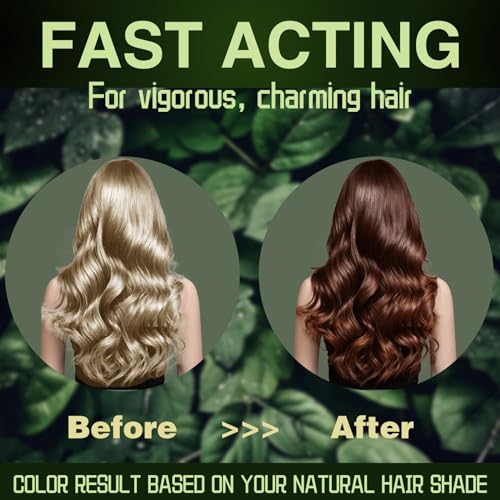 FAST ACTING
For vigorous, charming hair
Before >>> After
COLOR RESULT BASED ON YOUR NATURAL HAIR SHADE